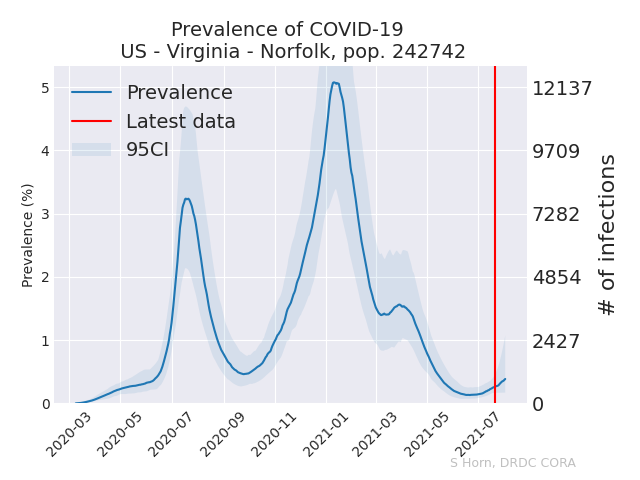 Prevalence of COVID-19
US - Virginia - Norfolk, pop. 242742
Prevalence
Latest data
95CI
Prevalence (%)
5
4
3
2
1
0
12137
9709
7282
4854
2427
0
# of infections
2020-03
2020-05
2020-07
2020-09
2020-11
2021-01
2021-03
2021-05
2021-07
S Horn, DRDC CORA